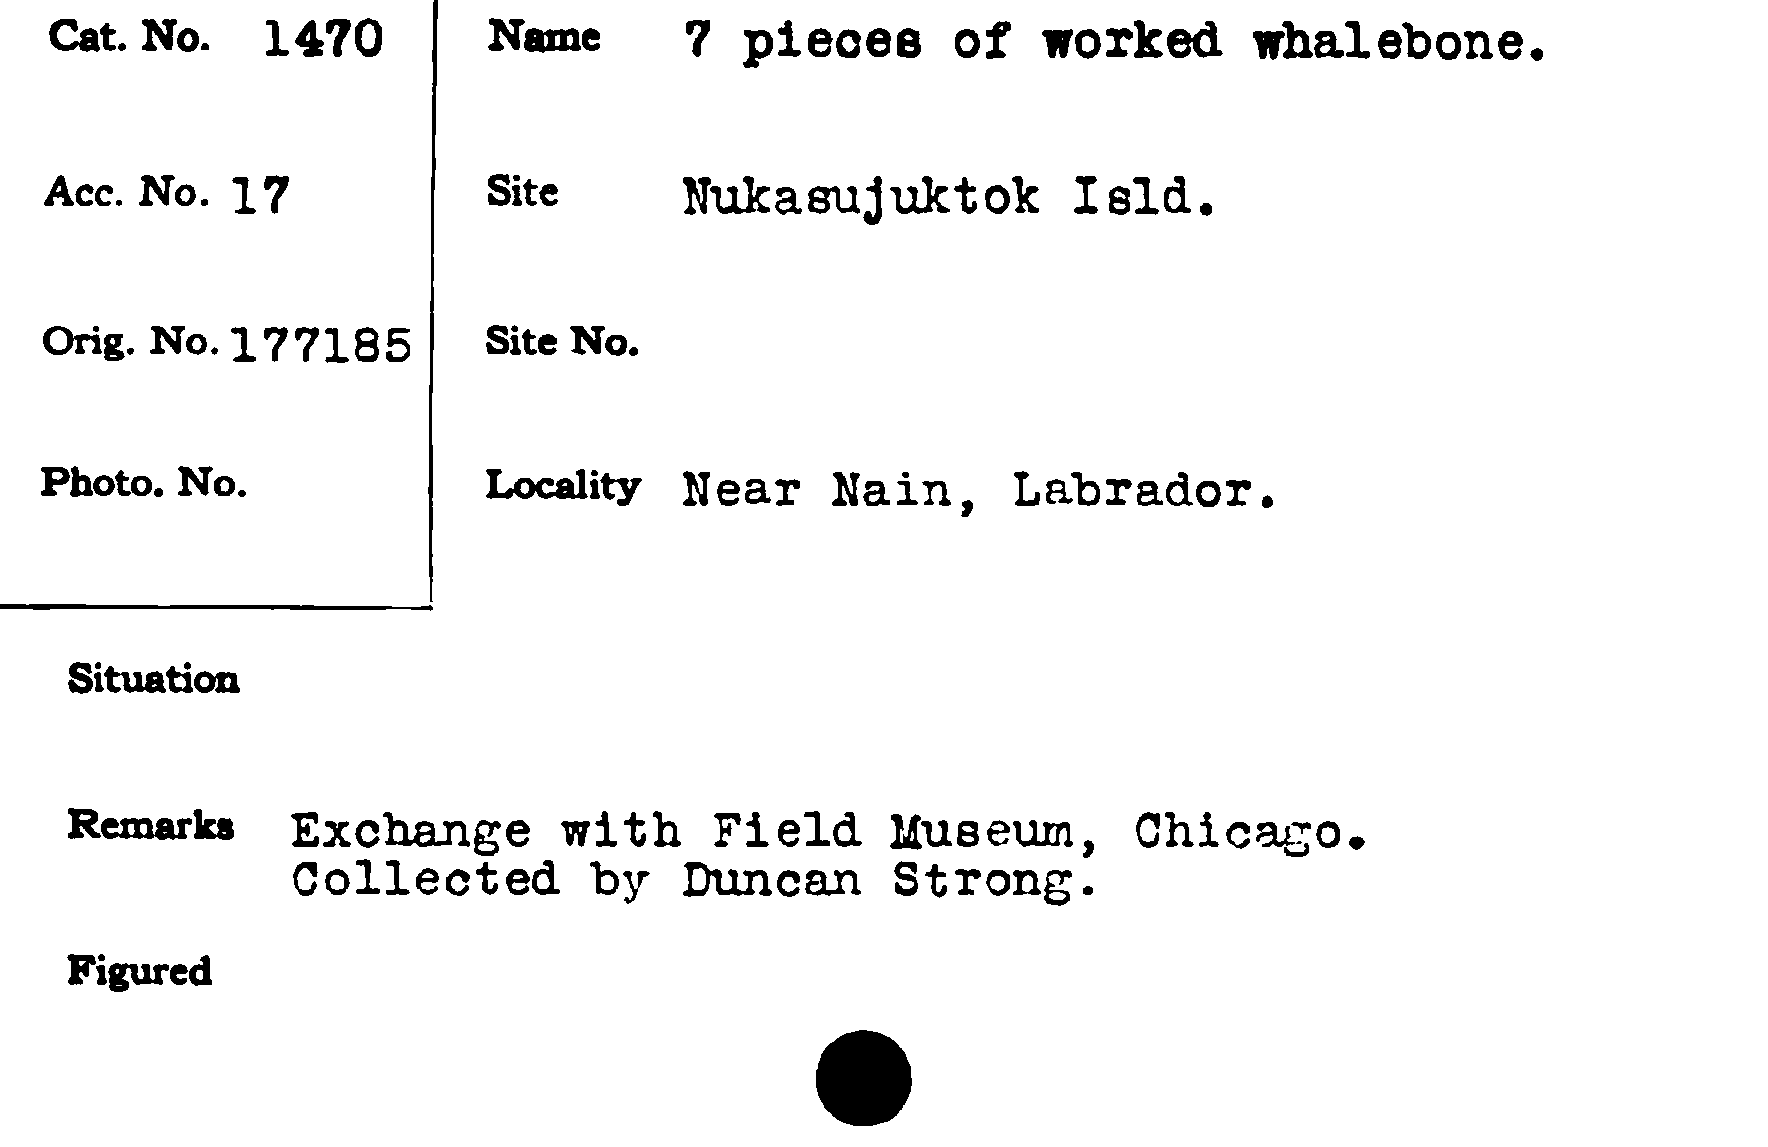 Cat. No. 1470
Name 7 pieces of worked whalebone.
Acc. No. 17
Site Nukasujuktok Isld.
Orig. No. 177185
Site No.
Photo. No.
Locality Near Nain, Labrador.
Situation
Remarks Exchange with Field Museum, Chicago.
Collected by Duncan Strong.
Figured